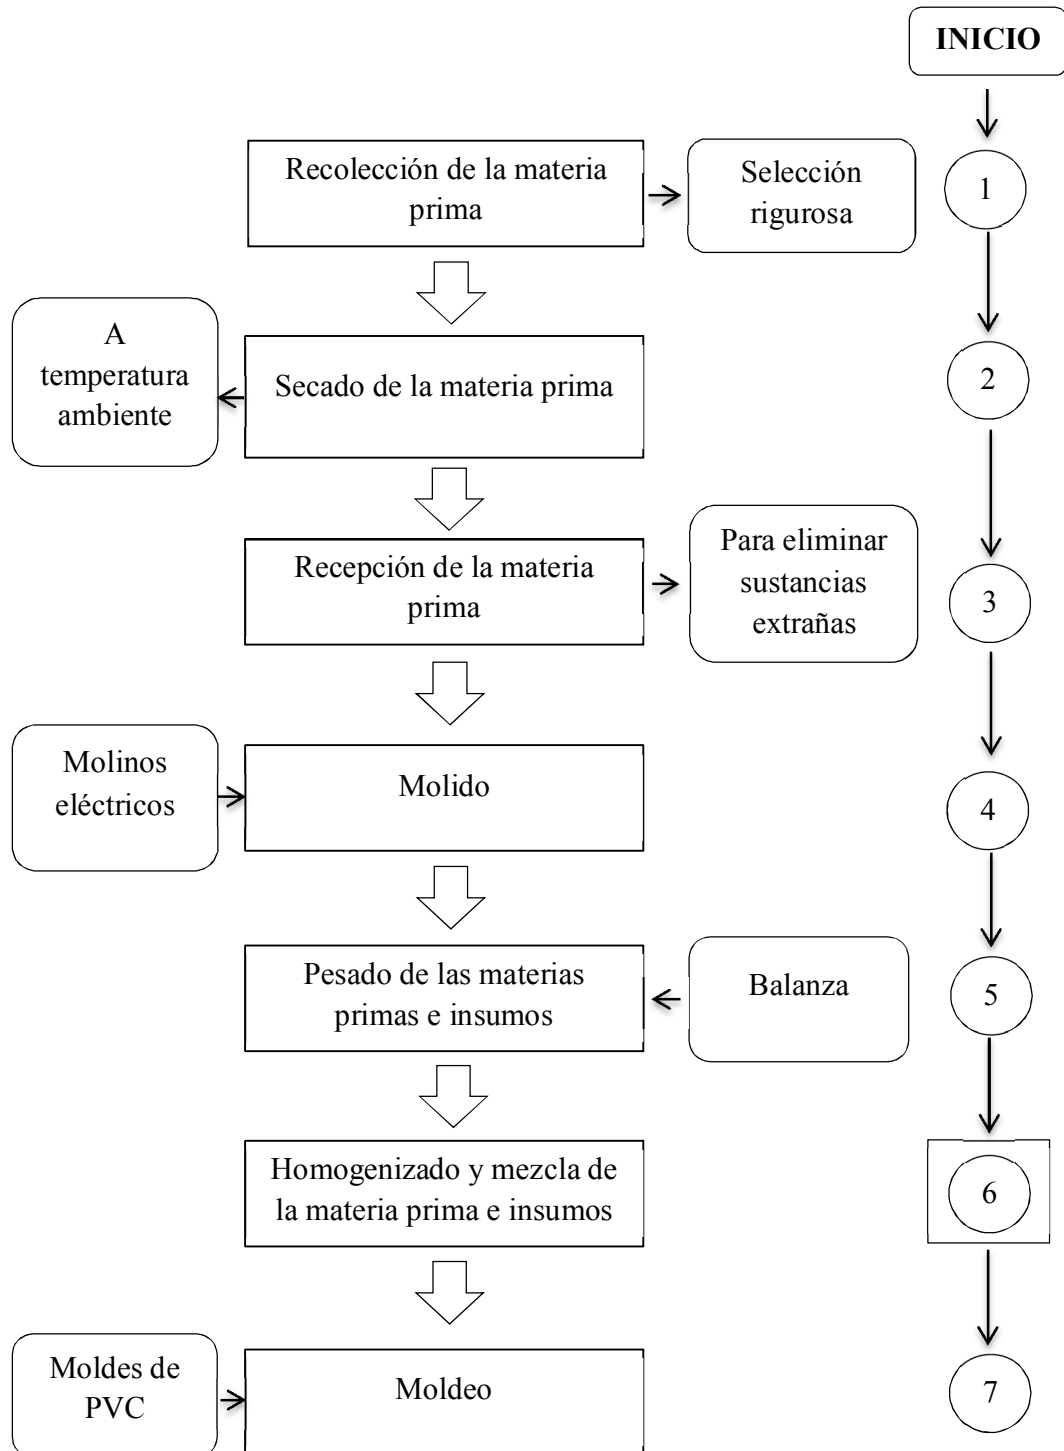 INICIO
Recolección de la materia
prima
Selección
rigurosa
1
A
temperatura
ambiente
Secado de la materia prima
2
Recepción de la materia
prima
Para eliminar
sustancias
extrañas
3
Molinos
eléctricos
Molido
4
Pesado de las materias
primas e insumos
Balanza
5
Homogenizado y mezcla de
la materia prima e insumos
6
Moldes de
PVC
Moldeo
7